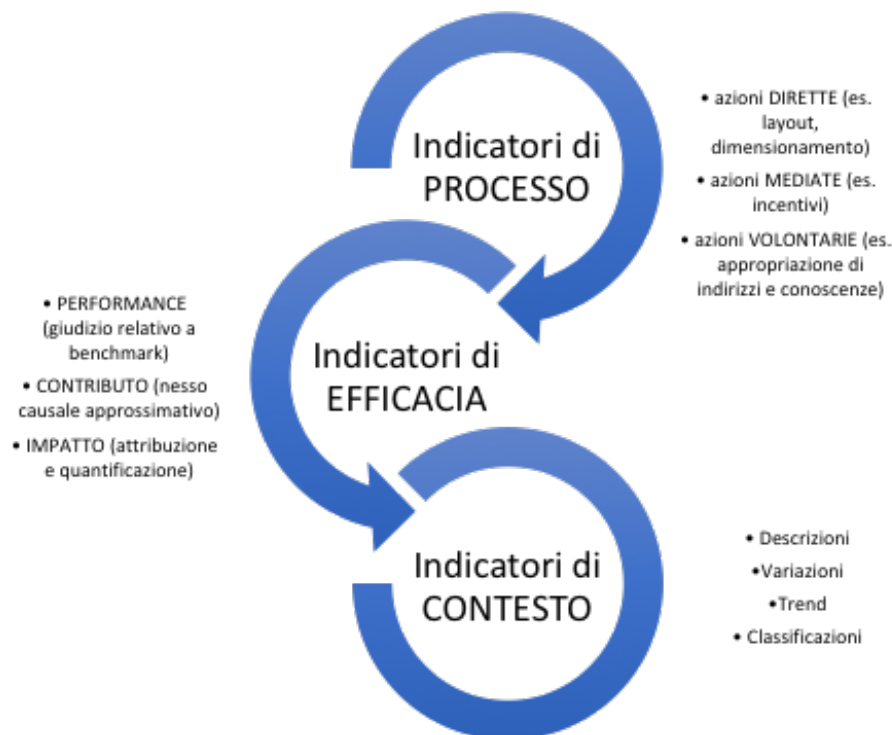 Indicatori di
PROCESSO
• azioni DIRETTE (es.
layout,
dimensionamento)
• azioni MEDIATE (es.
incentivi)
• azioni VOLONTARIE (es.
appropriazione di
indirizzi e conoscenze)
• PERFORMANCE
(giudizio relativo a
benchmark)
• CONTRIBUTO (nesso
causale approssimativo)
• IMPATTO (attribuzione
e quantificazione)
Indicatori di
EFFICACIA
Indicatori di
CONTESTO
• Descrizioni
•Variazioni
•Trend
• Classificazioni